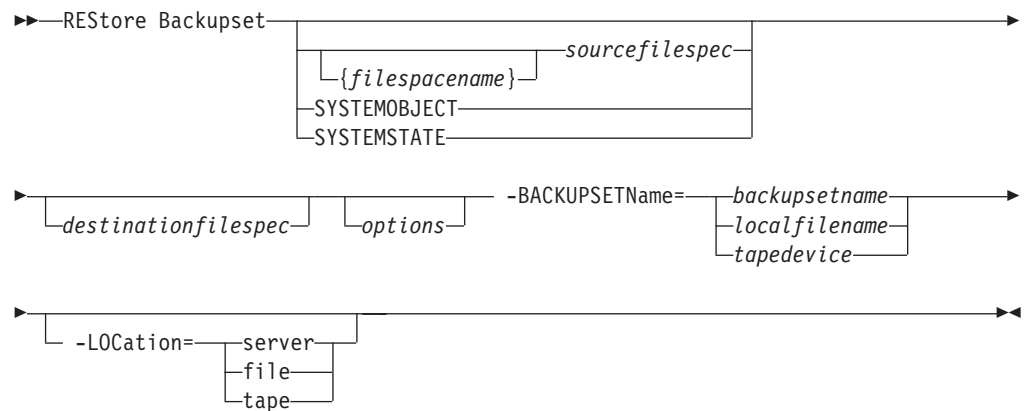 REStore Backupset
sourcefilespec
{filespacename}
SYSTEMOBJECT
SYSTEMSTATE
destinationfilespec options -BACKUPSETName= backupsetname
localfilename
tapedevice
-LOCation= server
file
tape